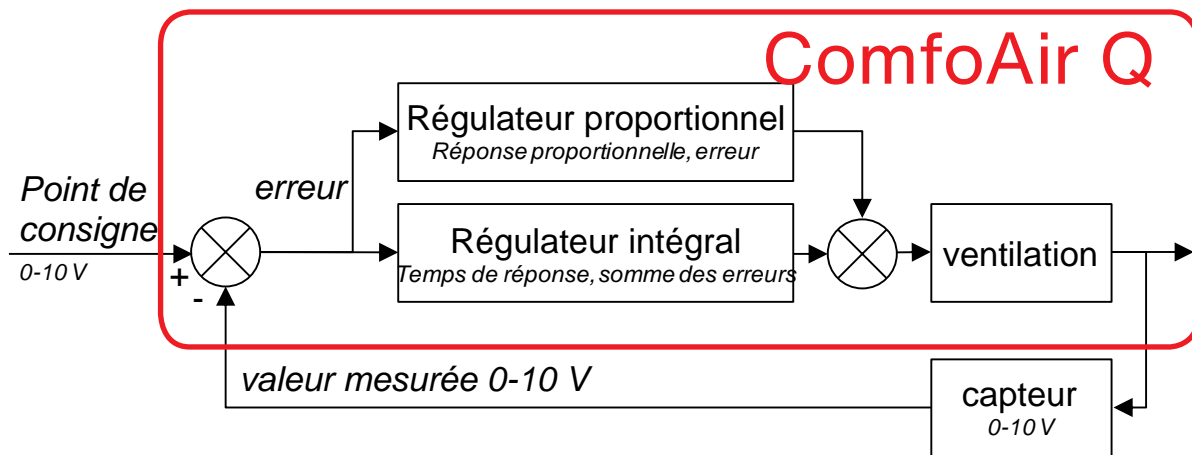 ComfoAir Q
Régulateur proportionnel
Réponse proportionnelle, erreur
Point de
consigne
0-10 V
erreur
+
-
Régulateur intégral
Temps de réponse, somme des erreurs
ventilation
valeur mesurée 0-10 V
capteur
0-10 V